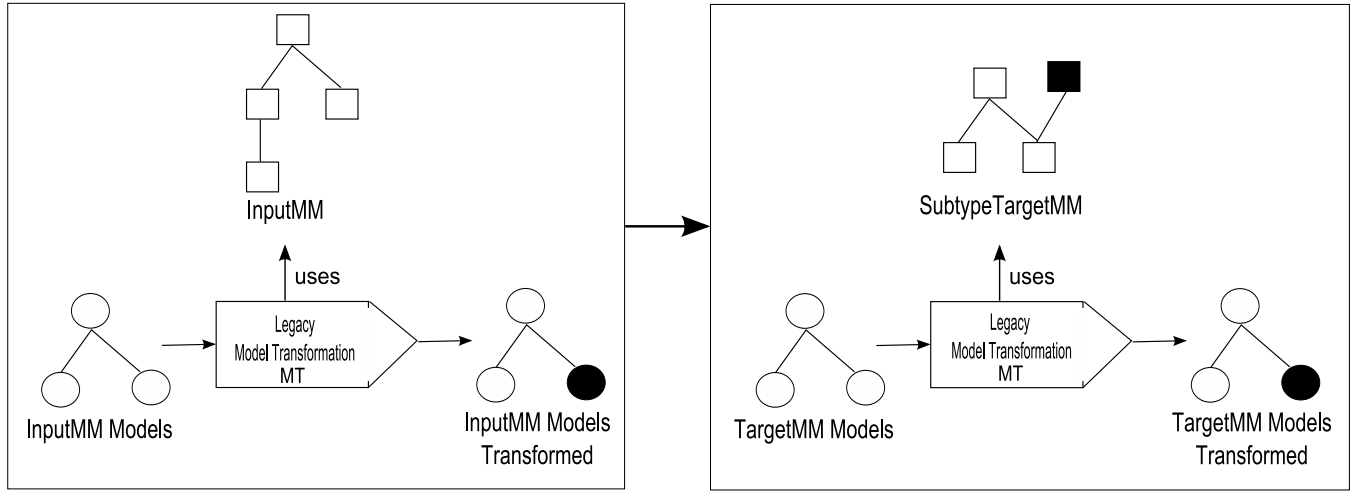 InputMM
uses
Legacy
Model Transformation
MT
InputMM Models
InputMM Models
Transformed
SubtypeTargetMM
uses
Legacy
Model Transformation
MT
TargetMM Models
TargetMM Models
Transformed